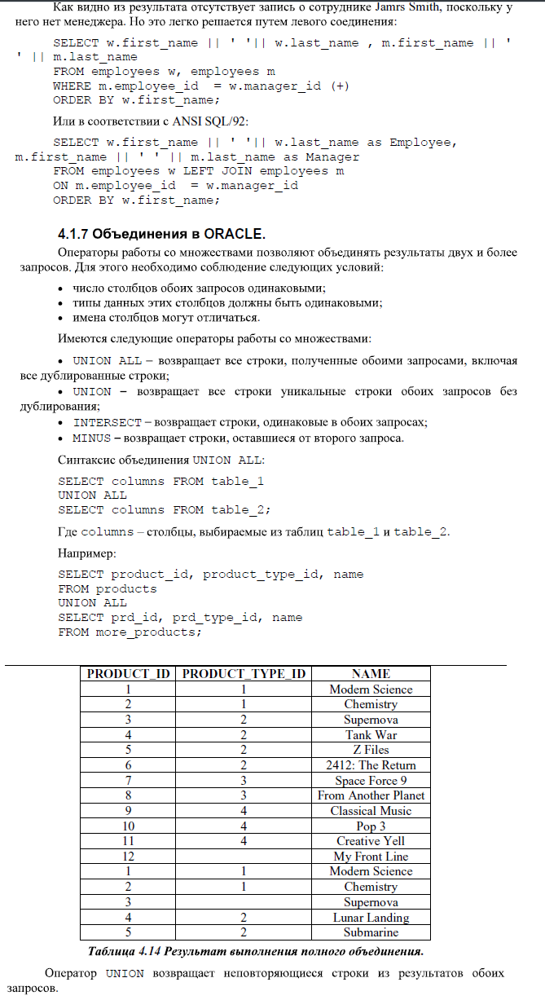 Как видно из результата отсутствует запись о сотруднике Jamrs Smith, поскольку у
него нет менеджера. Но это легко решается путем левого соединения:
SELECT w.first_name || ' '|| w.last_name , m.first_name || '
' || m.last_name
FROM employees w, employees m
WHERE m.employee_id  = w.manager_id (+)
ORDER BY w.first_name;
Или в соответствии с ANSI SQL/92:
SELECT w.first_name || ' '|| w.last_name as Employee,
m.first_name || ' ' || m.last_name as Manager
FROM employees w LEFT JOIN employees m
ON m.employee_id  = w.manager_id
ORDER BY w.first_name;
4.1.7 Объединения в ORACLE.
Операторы работы со множествами позволяют объединять результаты двух и более
запросов. Для этого необходимо соблюдение следующих условий:
• число столбцов обоих запросов одинаковыми;
• типы данных этих столбцов должны быть одинаковыми;
• имена столбцов могут отличаться.
Имеются следующие операторы работы со множествами:
• UNION ALL – возвращает все строки, полученные обоими запросами, включая
все дублированные строки;
• UNION – возвращает все строки уникальные строки обоих запросов без
дублирования;
• INTERSECT – возвращает строки, одинаковые в обоих запросах;
• MINUS – возвращает строки, оставшиеся от второго запроса.
Синтаксис объединения UNION ALL:
SELECT columns FROM table_1
UNION ALL
SELECT columns FROM table_2;
Где columns – столбцы, выбираемые из таблиц table_1 и table_2.
Например:
SELECT product_id, product_type_id, name
FROM products
UNION ALL
SELECT prd_id, prd_type_id, name
FROM more_products;
PRODUCT_ID PRODUCT_TYPE_ID NAME
1 1 Modern Science
2 1 Chemistry
3 2 Supernova
4 2 Tank War
5 2 Z Files
6 2 2412: The Return
7 3 Space Force 9
8 3 From Another Planet
9 4 Classical Music
10 4 Pop 3
11 4 Creative Yell
12 My Front Line
1 1 Modern Science
2 1 Chemistry
3 Supernova
4 2 Lunar Landing
5 2 Submarine
Таблица 4.14 Результат выполнения полного объединения.
Оператор UNION возвращает неповторяющиеся строки из результатов обоих
запросов.